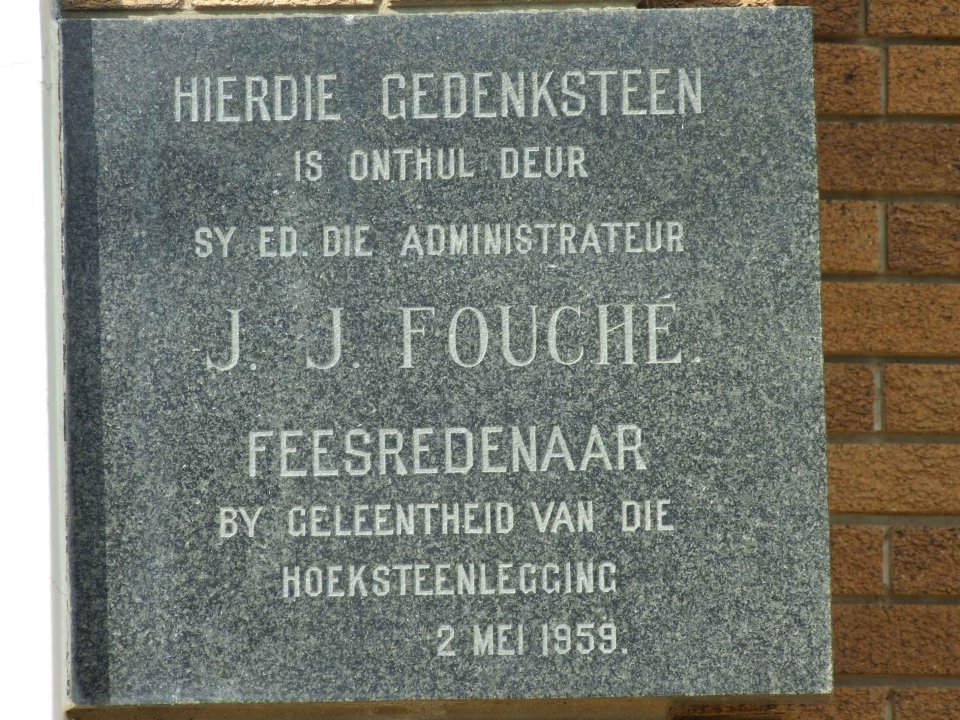 HIERDIE GEDENKSTEEN
IS ONTHUL DEUR
SY ED. DIE ADMINISTRATEUR
J. J. FOUCHÉ.
FEESREDENAAR
BY GELEENTHEID VAN DIE
HOEKSTEENLEGGING
2 MEI 1959.